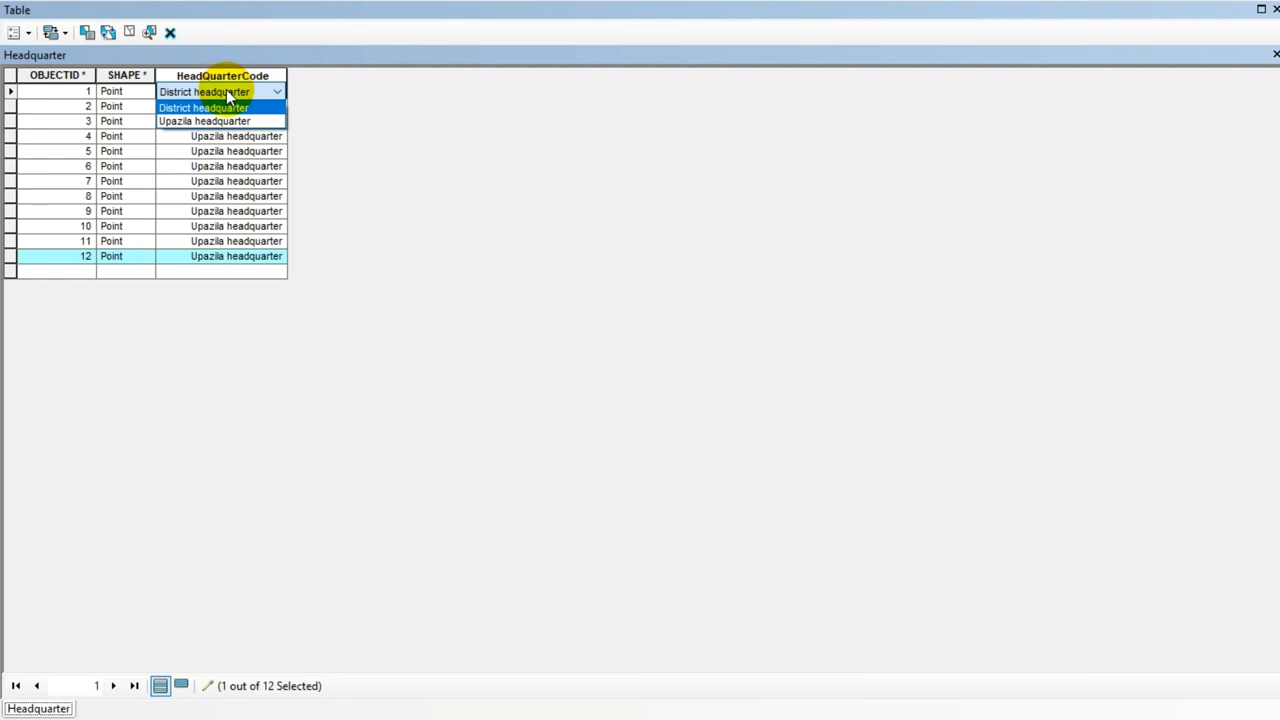 Table
Headquarter
OBJECTID * SHAPE * HeadQuarterCode
1 Point District headquarter
2 Point District headquarter
3 Point Upazila headquarter
4 Point Upazila headquarter
5 Point Upazila headquarter
6 Point Upazila headquarter
7 Point Upazila headquarter
8 Point Upazila headquarter
9 Point Upazila headquarter
10 Point Upazila headquarter
11 Point Upazila headquarter
12 Point Upazila headquarter
1 (1 out of 12 Selected)
Headquarter